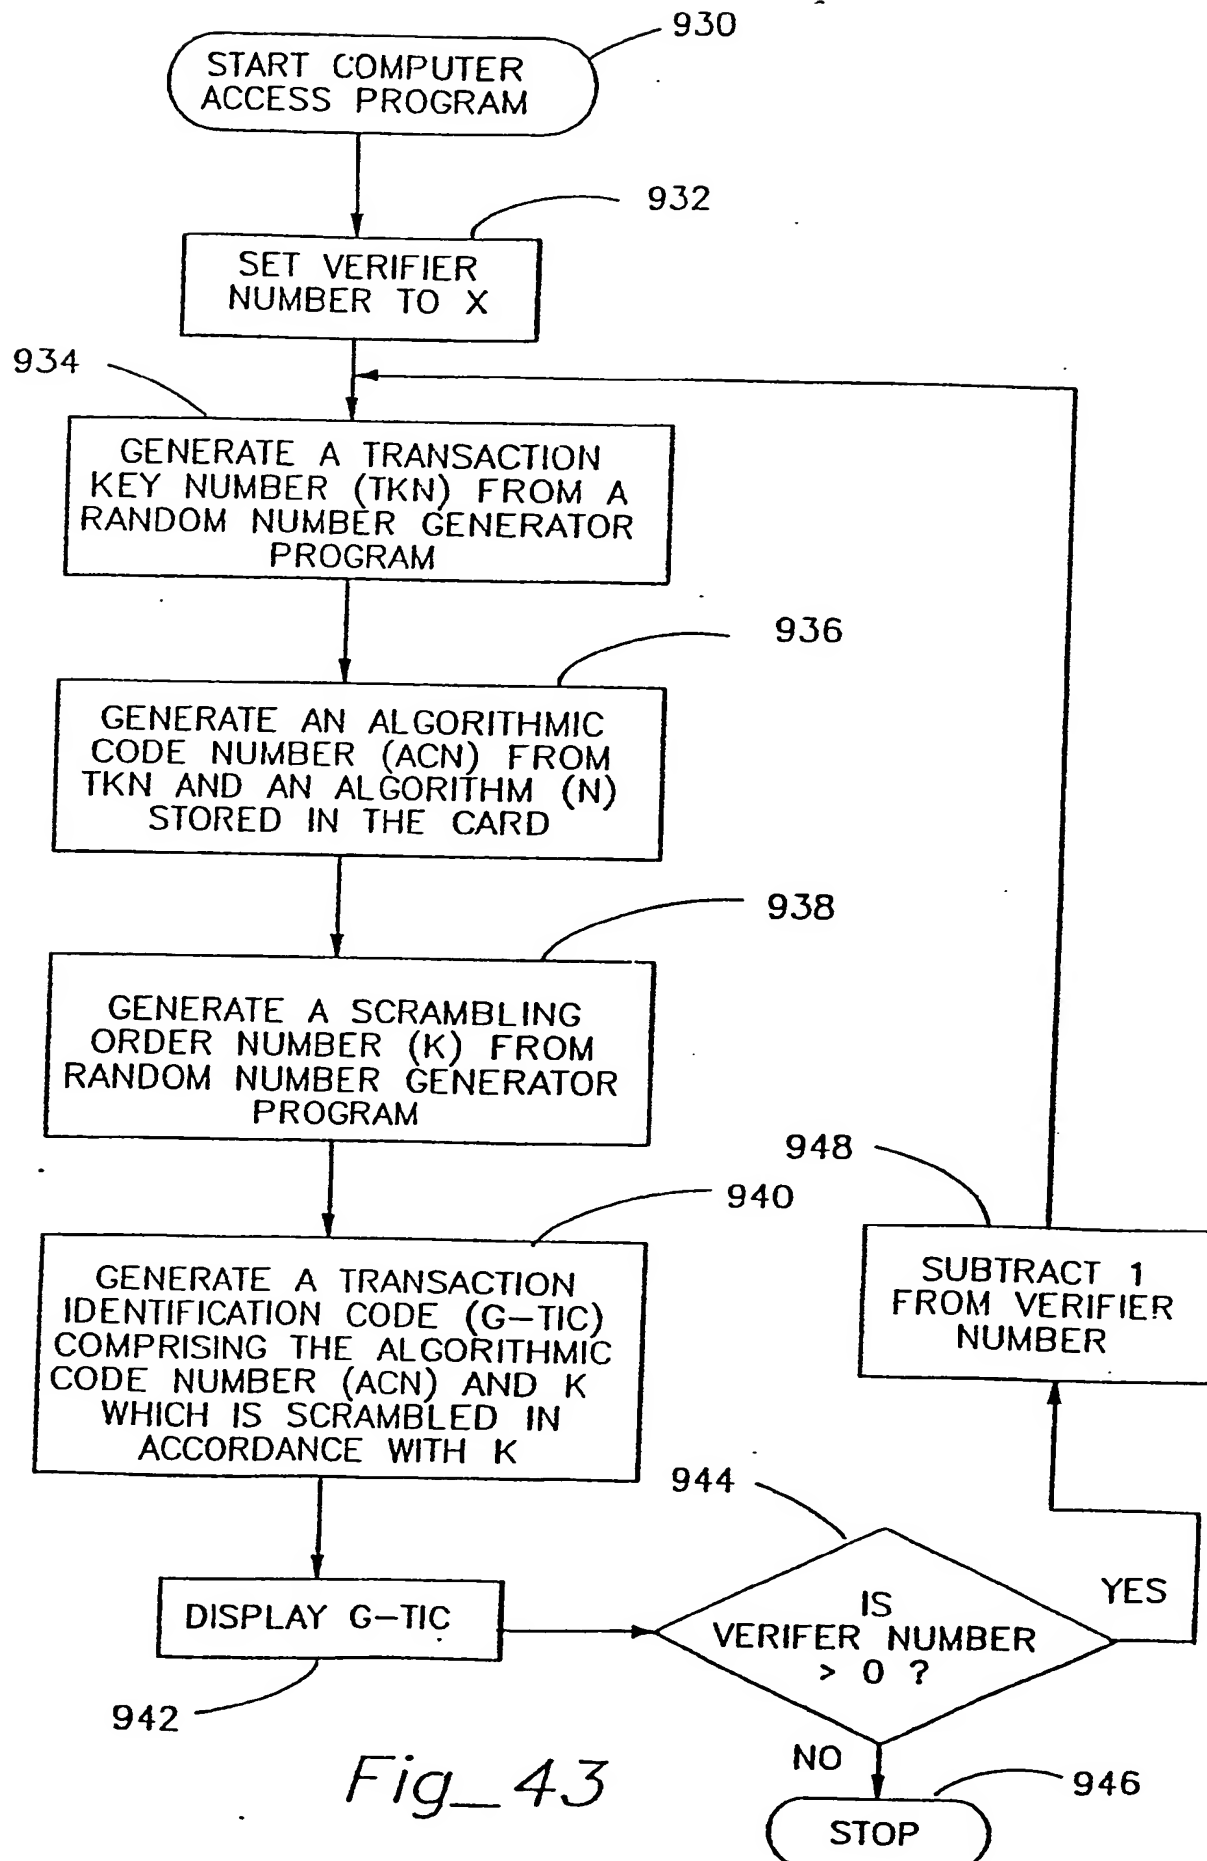 930
START COMPUTER
ACCESS PROGRAM
932
SET VERIFIER
NUMBER TO X
934
GENERATE A TRANSACTION
KEY NUMBER (TKN) FROM A
RANDOM NUMBER GENERATOR
PROGRAM
936
GENERATE AN ALGORITHMIC
CODE NUMBER (ACN) FROM
TKN AND AN ALGORITHM (N)
STORED IN THE CARD
938
GENERATE A SCRAMBLING
ORDER NUMBER (K) FROM
RANDOM NUMBER GENERATOR
PROGRAM
940
GENERATE A TRANSACTION
IDENTIFICATION CODE (G-TIC)
COMPRISING THE ALGORITHMIC
CODE NUMBER (ACN) AND K
WHICH IS SCRAMBLED IN
ACCORDANCE WITH K
948
SUBTRACT 1
FROM VERIFIER
NUMBER
DISPLAY G-TIC
942
944
IS
VERIFER NUMBER
> 0 ?
YES
NO
946
STOP
Fig_43